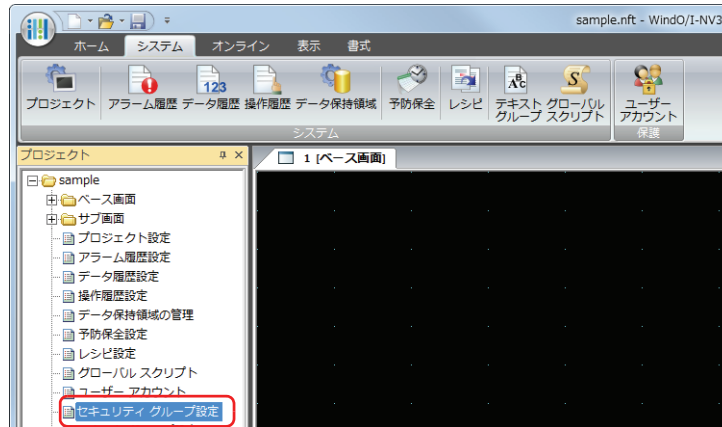 sample.nft - WindO/I-NV3
ホーム システム オンライン 表示 書式
プロジェクト アラーム履歴 データ履歴 操作履歴 データ保持領域 予防保全 レシピ テキスト グループ グローバル スクリプト ユーザー アカウント
システム 保護
プロジェクト
1 [ベース画面]
sample
ベース画面
サブ画面
プロジェクト設定
アラーム履歴設定
データ履歴設定
操作履歴設定
データ保持領域の管理
予防保全設定
レシピ設定
グローバル スクリプト
ユーザー アカウント
セキュリティ グループ設定